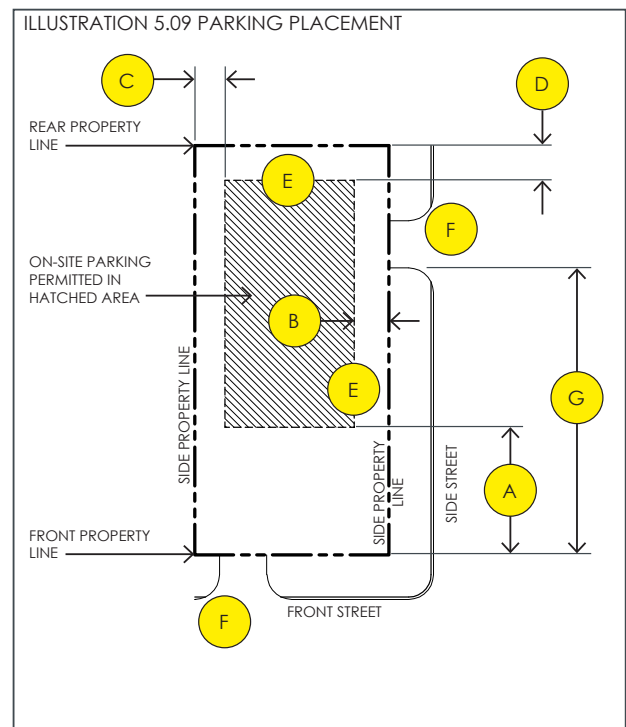 ILLUSTRATION 5.09 PARKING PLACEMENT
C
D
REAR PROPERTY
LINE
E
F
ON-SITE PARKING
PERMITTED IN
HATCHED AREA
B
E
G
SIDE PROPERTY LINE
SIDE PROPERTY
LINE
SIDE STREET
A
FRONT PROPERTY
LINE
FRONT STREET
F